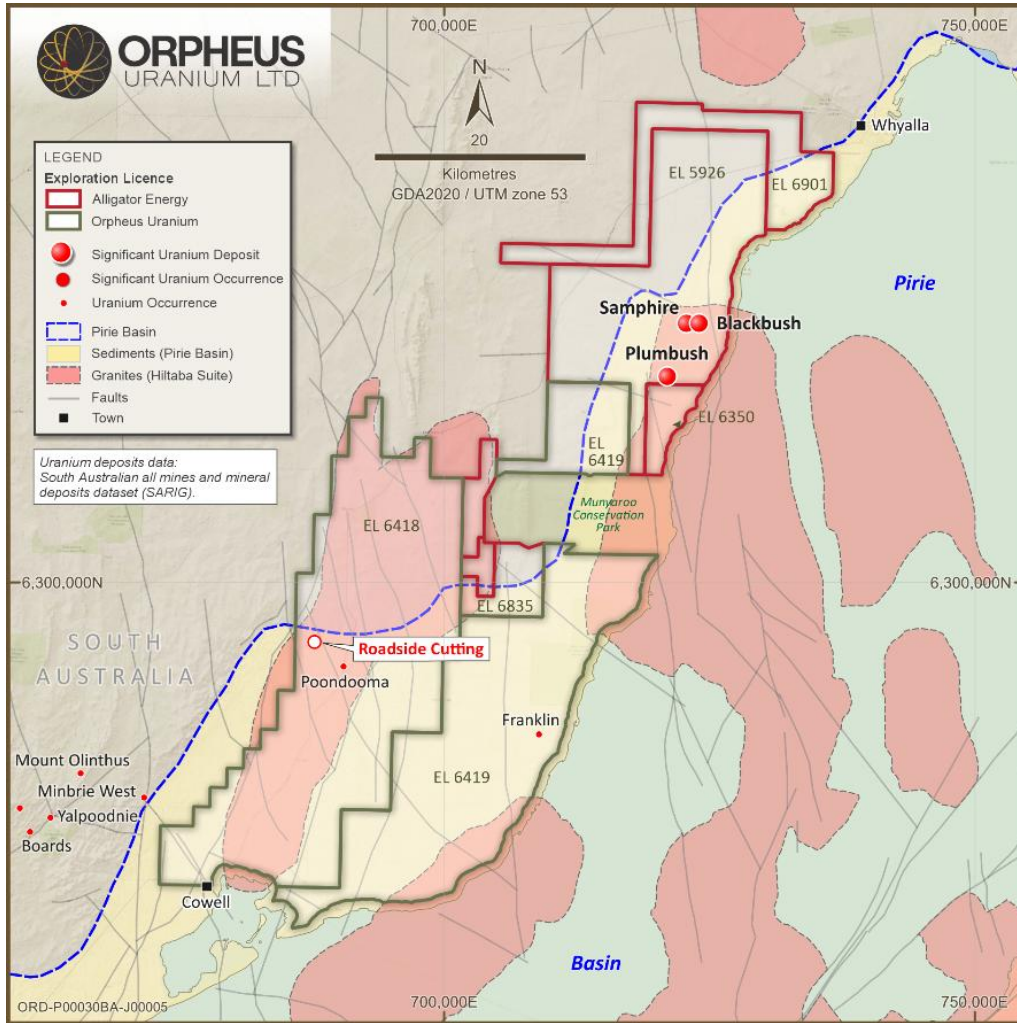 ORPHEUS
URANIUM LTD
700,000E
750,000E
N
20
Kilometres
GDA2020 / UTM zone 53
LEGEND
Exploration Licence
Alligator Energy
Orpheus Uranium
Significant Uranium Deposit
Significant Uranium Occurrence
Uranium Occurrence
Pirie Basin
Sediments (Pirie Basin)
Granites (Hiltaba Suite)
Faults
Town
Uranium deposits data:
South Australian all mines and mineral
deposits dataset (SARIG).
Whyalla
EL 5926
EL 6901
Pirie
Samphire
Blackbush
Plumbush
EL 6350
EL
6419
Munyaroo
Conservation
Park
EL 6418
6,300,000N
6,300,000N
EL 6835
SOUTH
AUSTRALIA
Roadside Cutting
Poondooma
Franklin
Mount Olinthus
Minbrie West
Yalpoodnie
Boards
EL 6419
Cowell
Basin
ORD-P00030BA-J00005
700,000E
750,000E